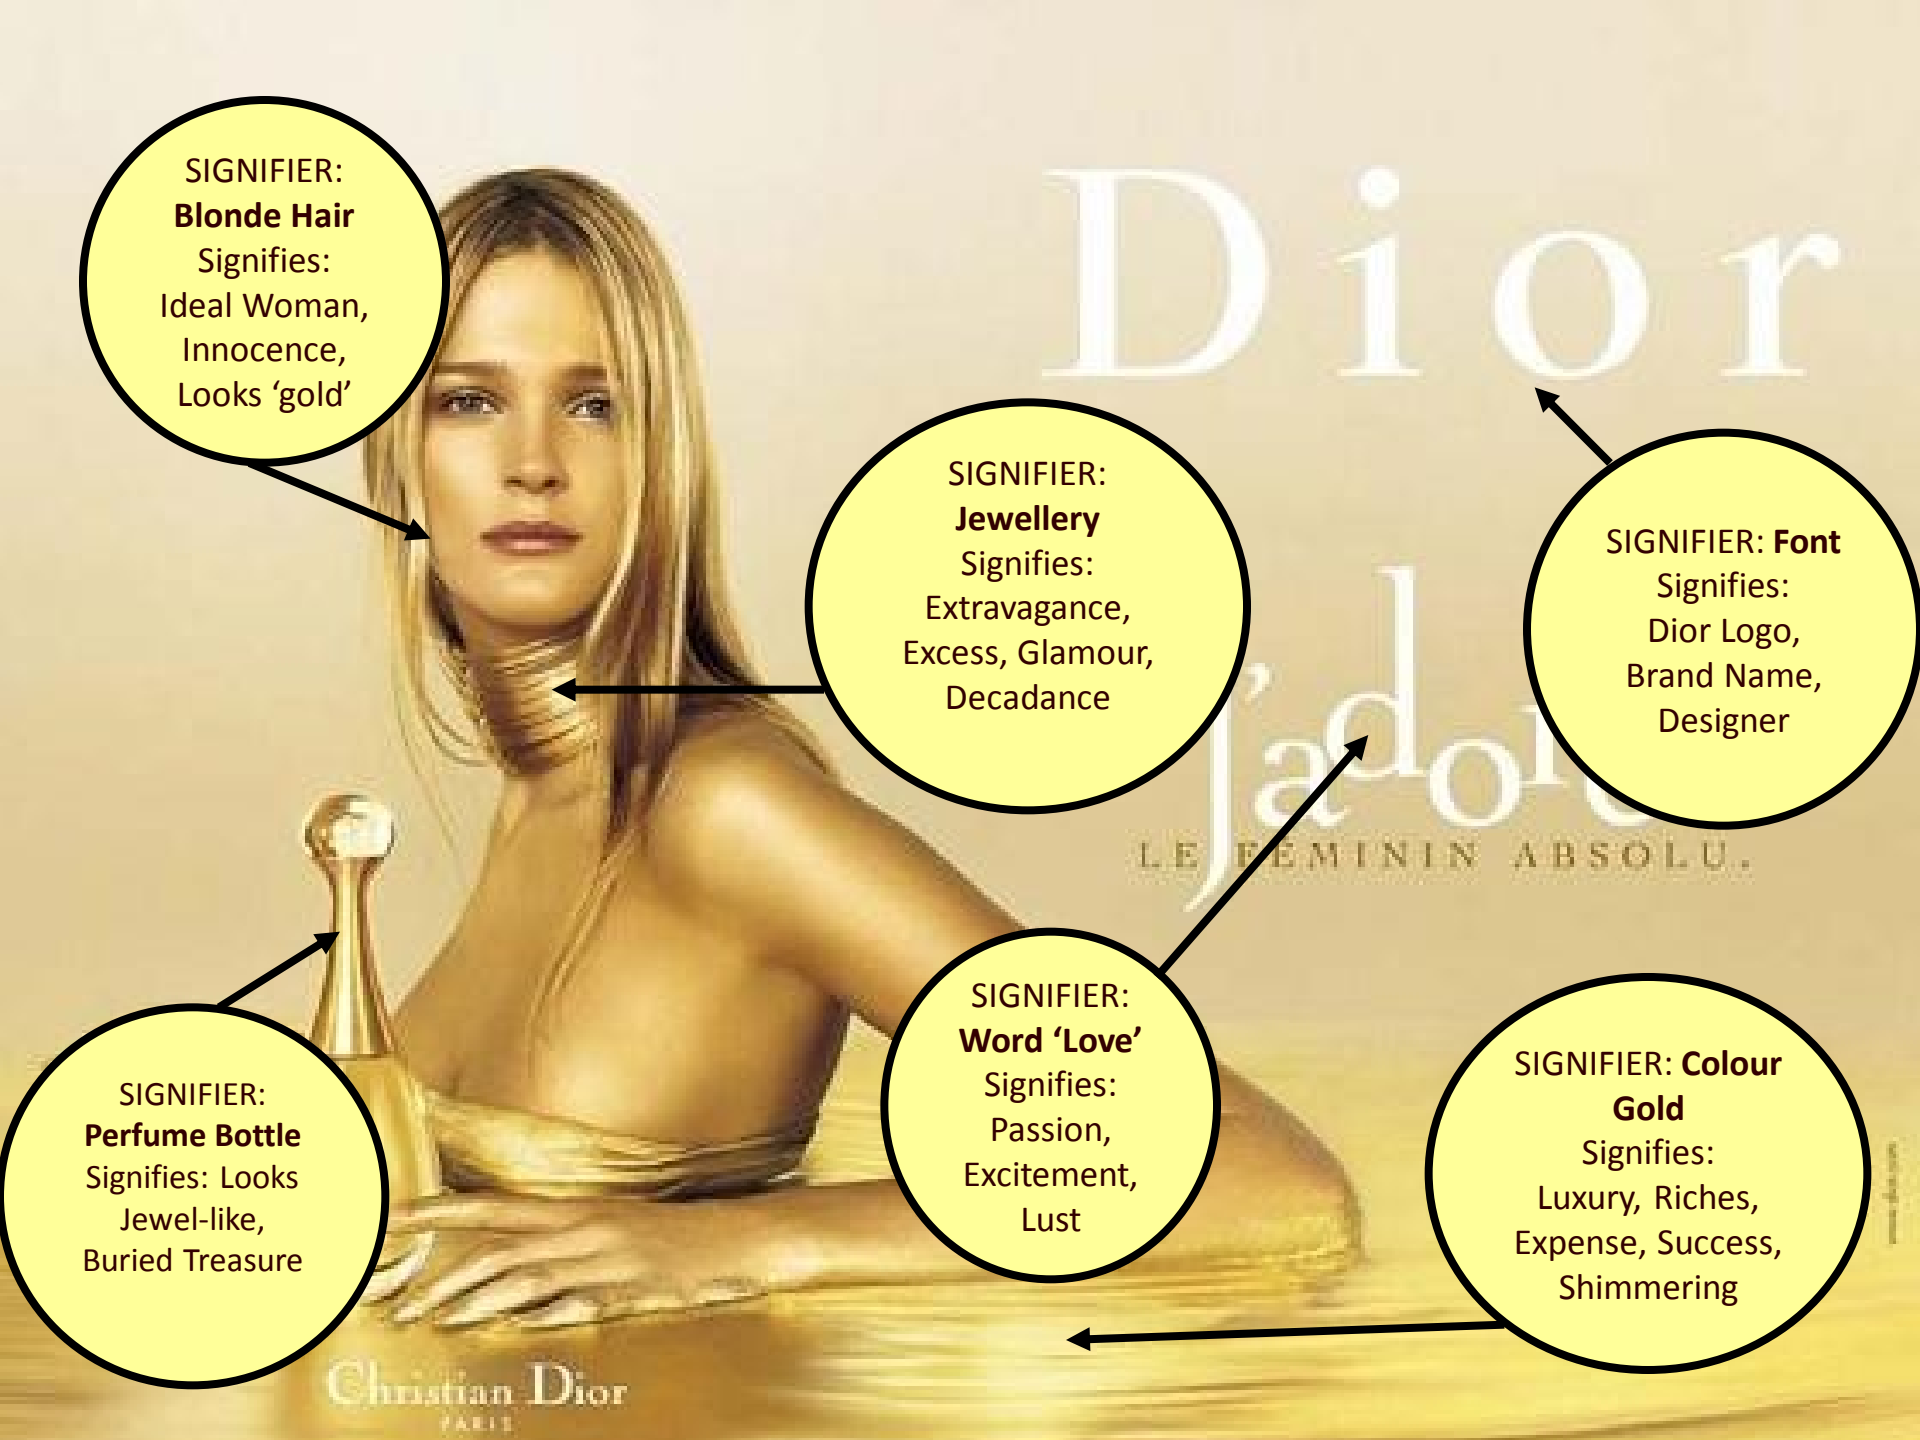 SIGNIFIER:
Blonde Hair
Signifies:
Ideal Woman,
Innocence,
Looks ‘gold’
Dior
SIGNIFIER:
Jewellery
Signifies:
Extravagance,
Excess, Glamour,
Decadance
SIGNIFIER: Font
Signifies:
Dior Logo,
Brand Name,
Designer
j'adore
LE FEMININ ABSOLU.
SIGNIFIER:
Perfume Bottle
Signifies: Looks
Jewel-like,
Buried Treasure
SIGNIFIER:
Word ‘Love’
Signifies:
Passion,
Excitement,
Lust
SIGNIFIER: Colour
Gold
Signifies:
Luxury, Riches,
Expense, Success,
Shimmering
Christian Dior
PARIS